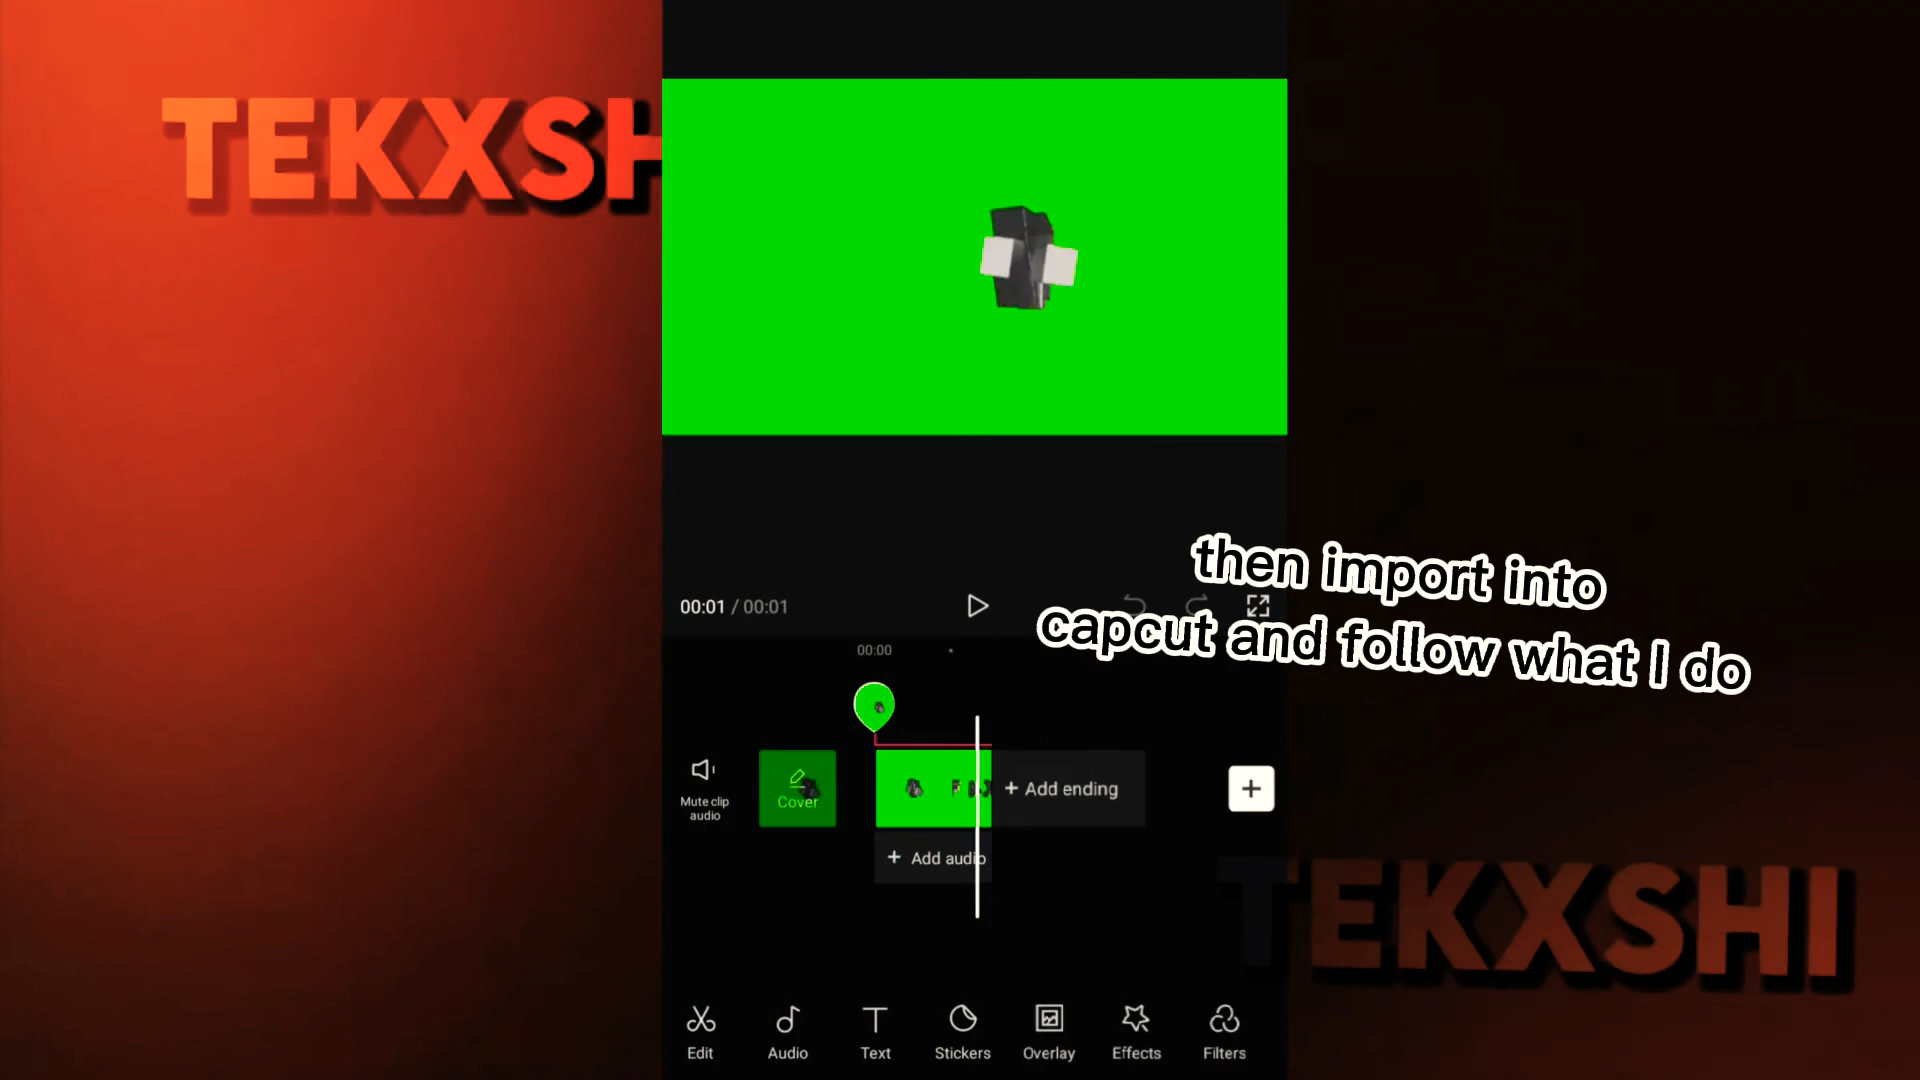 TEKXSH
then import into
capcut and follow what I do
00:01 / 00:01
00:00
Mute clip
audio
Cover
+ Add ending
+
+ Add audio
TEKXSHI
Edit
Audio
Text
Stickers
Overlay
Effects
Filters